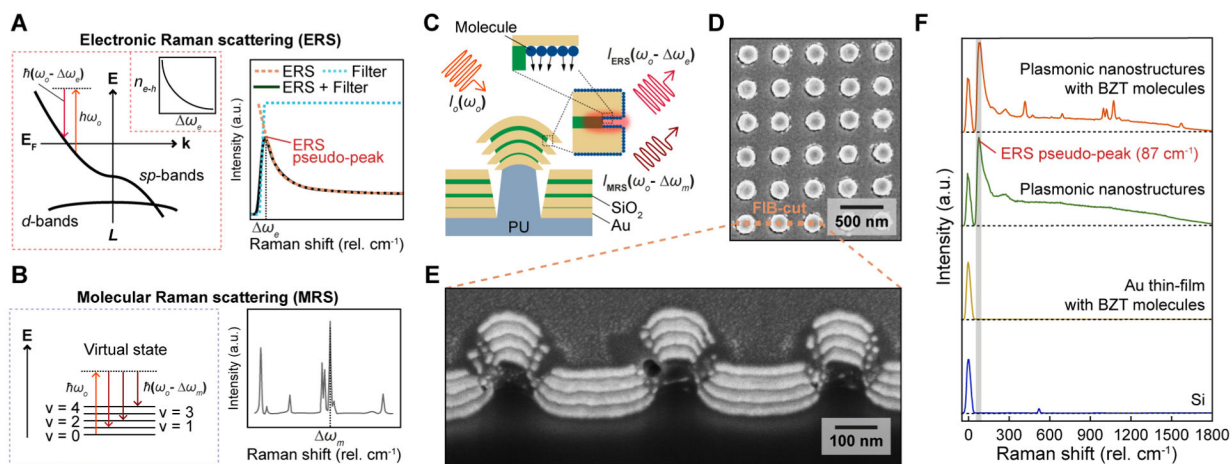 A
Electronic Raman scattering (ERS)
ħ(ωₒ- Δωₑ)
E
nₑ₋ₕ
Δωₑ
ħωₒ
E_F
k
sp-bands
d-bands
L
ERS
Filter
ERS + Filter
Intensity (a.u.)
ERS
pseudo-peak
Δωₑ
Raman shift (rel. cm⁻¹)
B
Molecular Raman scattering (MRS)
E
Virtual state
ħωₒ
ħ(ωₒ- Δωₘ)
v = 4
v = 3
v = 2
v = 1
v = 0
Intensity (a.u.)
Δωₘ
Raman shift (rel. cm⁻¹)
C
Molecule
Iₒ(ωₒ)
I_ERS(ωₒ- Δωₑ)
I_MRS(ωₒ- Δωₘ)
SiO₂
Au
PU
D
FIB-cut
500 nm
E
100 nm
F
Intensity (a.u.)
Plasmonic nanostructures
with BZT molecules
ERS pseudo-peak (87 cm⁻¹)
Plasmonic nanostructures
Au thin-film
with BZT molecules
Si
0 300 600 900 1200 1500 1800
Raman shift (rel. cm⁻¹)